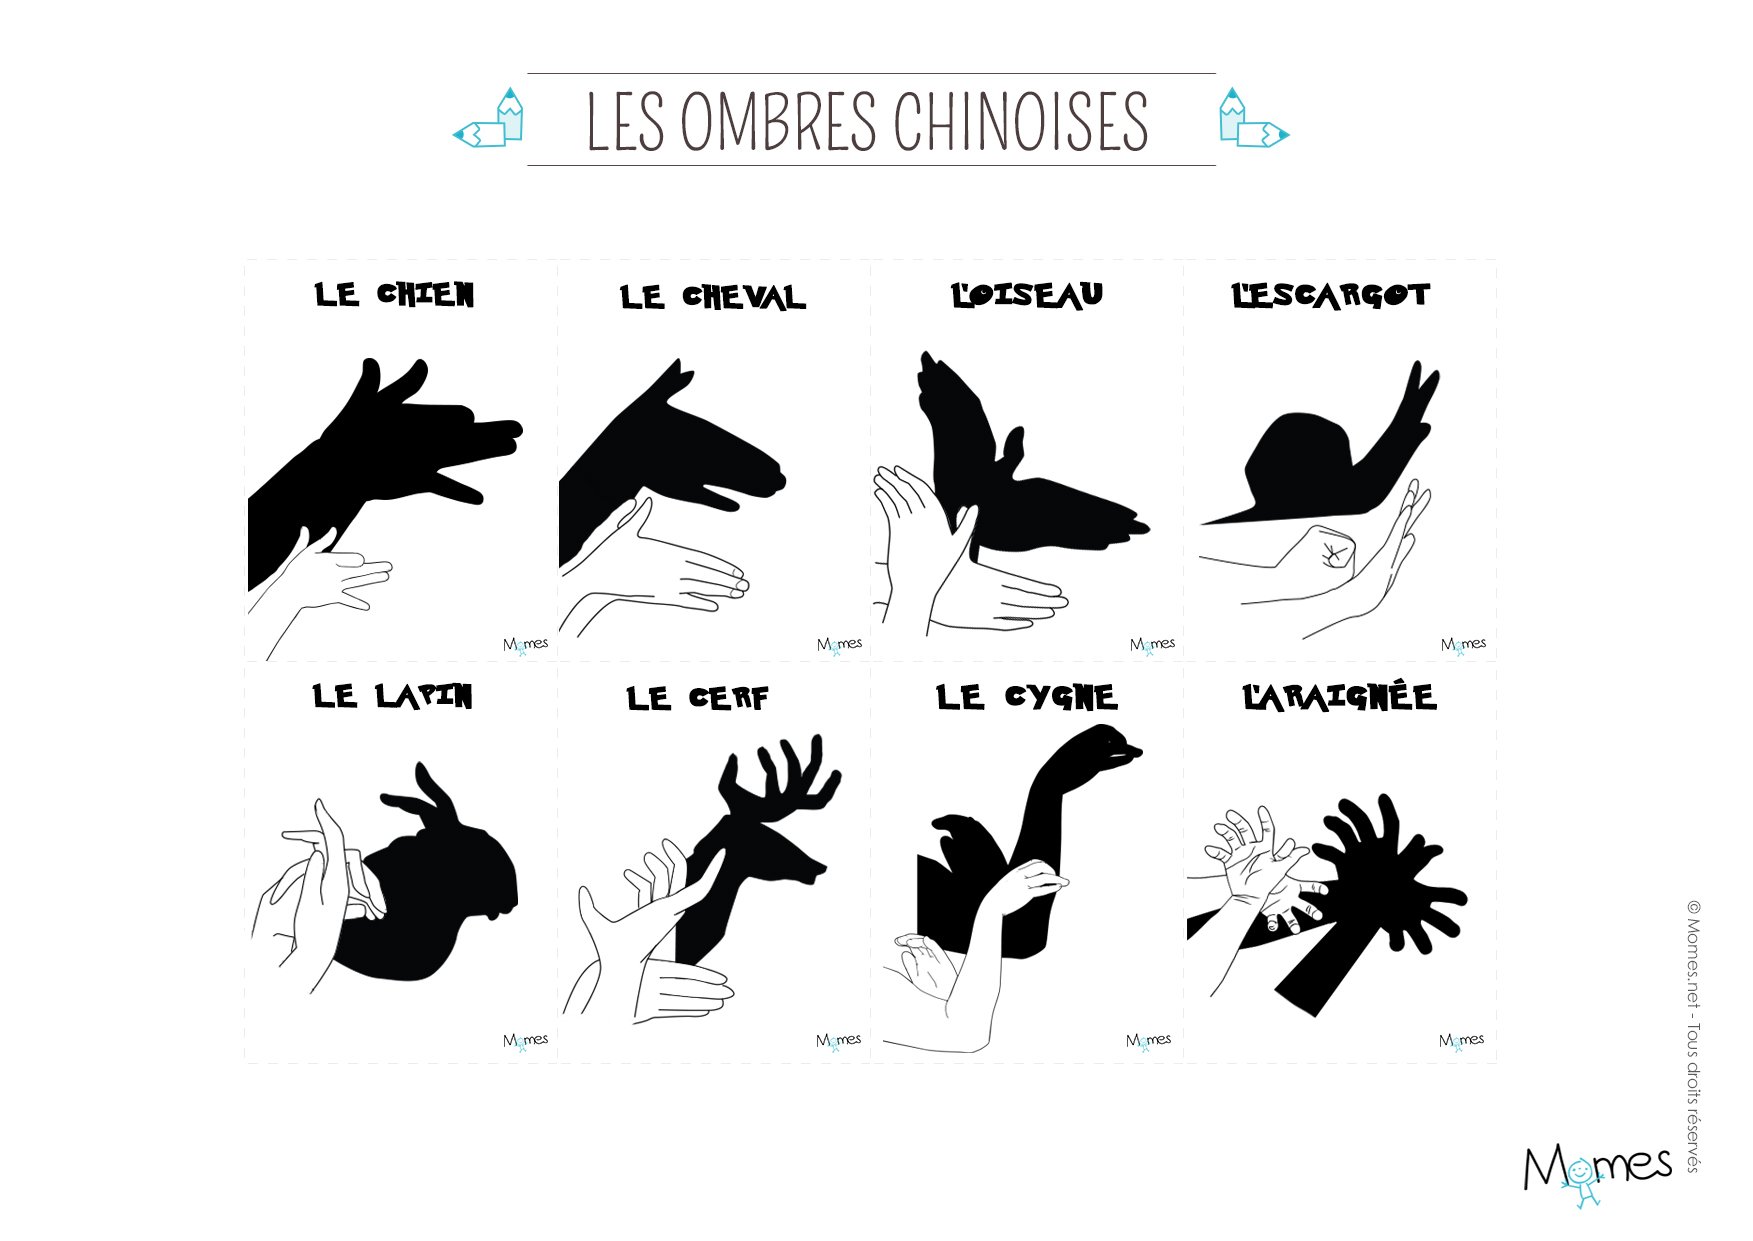 LES OMBRES CHINOISES
LE CHIEN
LE CHEVAL
L'OISEAU
L'ESCARGOT
Momes
Momes
Momes
Momes
LE LAPIN
LE CERF
LE CYGNE
L'ARAIGNÉE
Momes
Momes
Momes
Momes
© Momes.net - Tous droits réservés
Momes